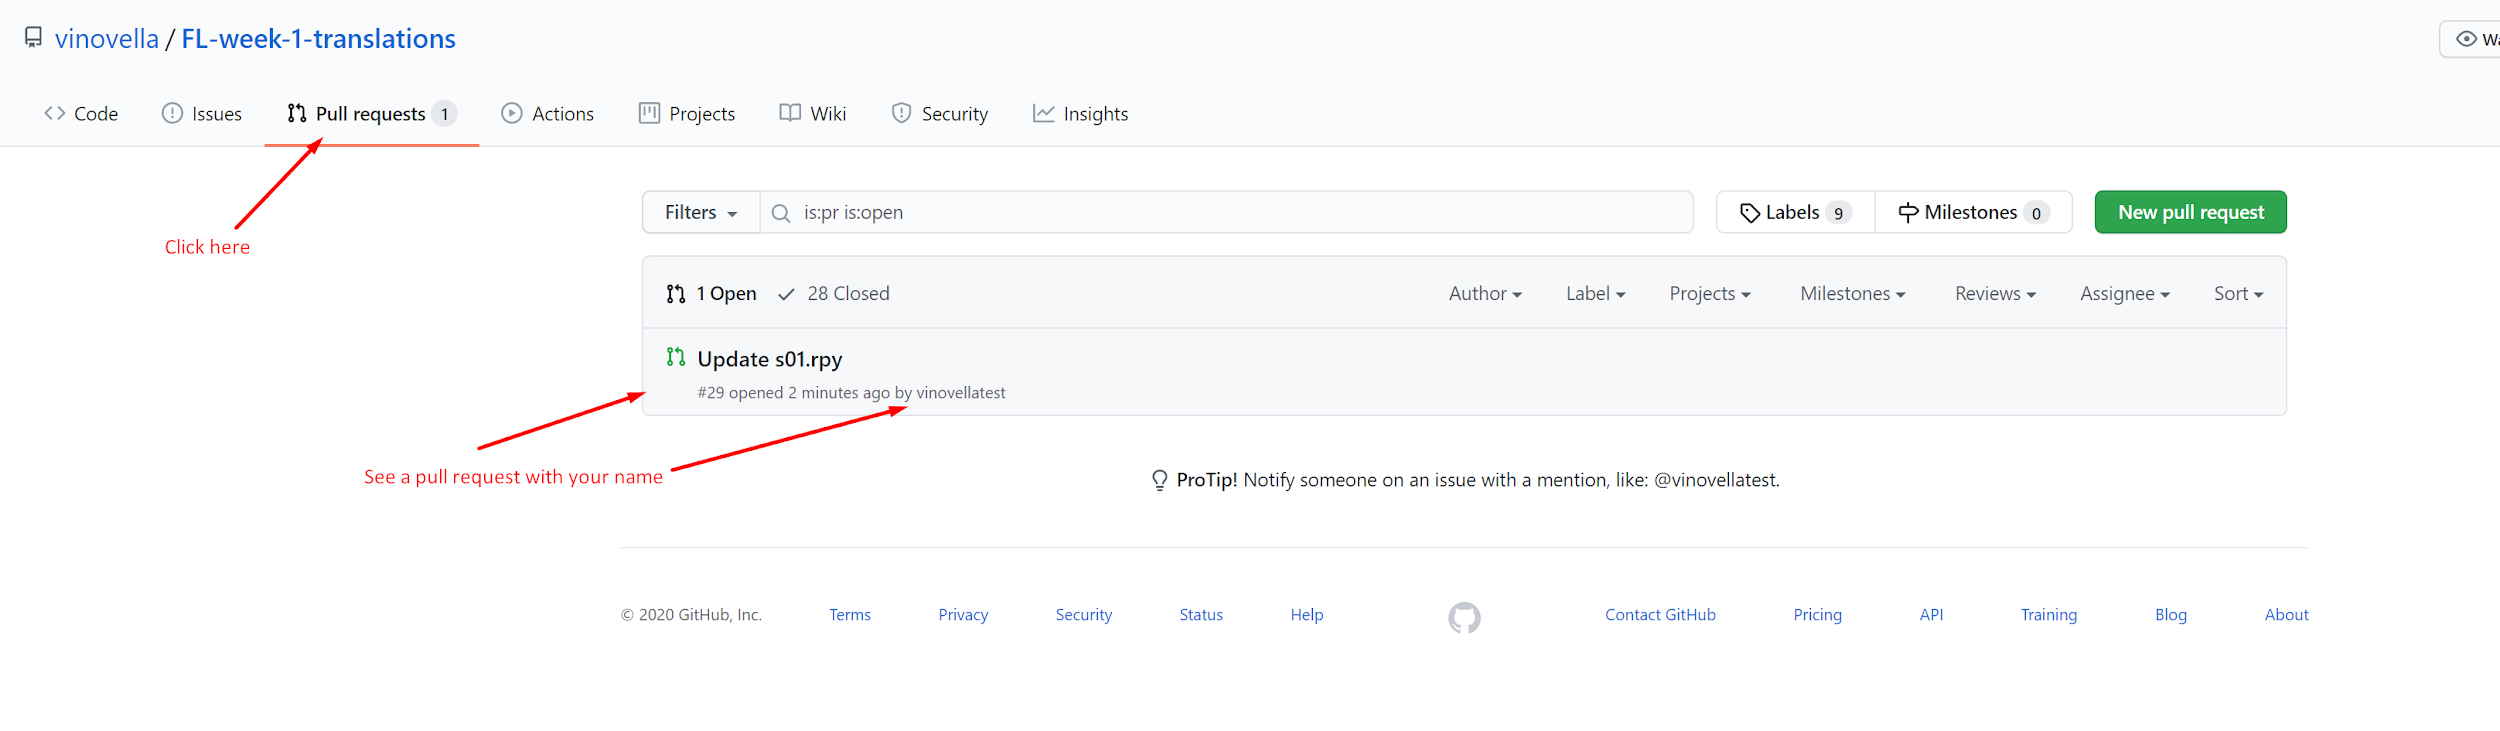 vinovella / FL-week-1-translations
Wa
Code Issues Pull requests 1 Actions Projects Wiki Security Insights
Click here
Filters is:pr is:open Labels 9 Milestones 0 New pull request
1 Open 28 Closed Author Label Projects Milestones Reviews Assignee Sort
Update s01.rpy
#29 opened 2 minutes ago by vinovellatest
See a pull request with your name
ProTip! Notify someone on an issue with a mention, like: @vinovellatest.
© 2020 GitHub, Inc. Terms Privacy Security Status Help Contact GitHub Pricing API Training Blog About